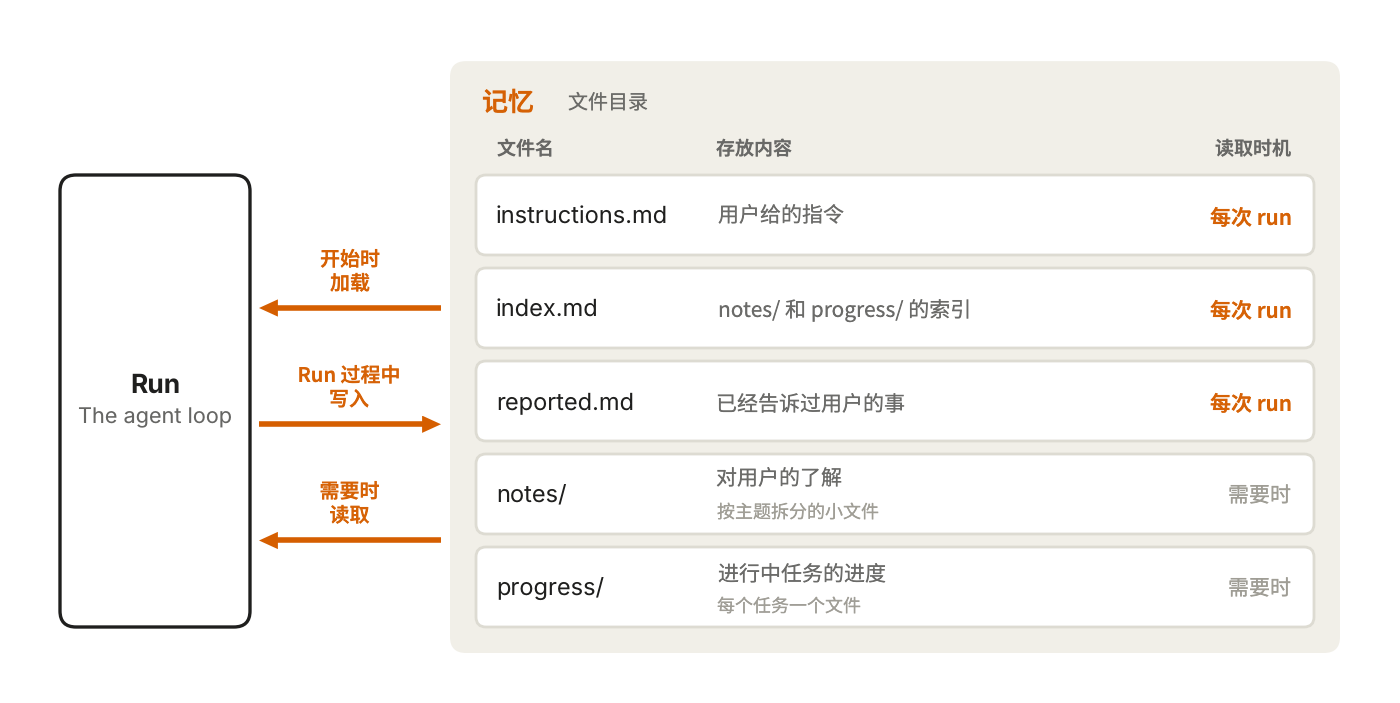 记忆 文件目录
文件名 存放内容 读取时机
instructions.md 用户给的指令 每次 run
开始时
加载
index.md notes/ 和 progress/ 的索引 每次 run
Run 过程中
写入
Run
The agent loop
reported.md 已经告诉过用户的事 每次 run
需要时
读取
notes/ 对用户的了解 需要时
按主题拆分的小文件
progress/ 进行中任务的进度 需要时
每个任务一个文件